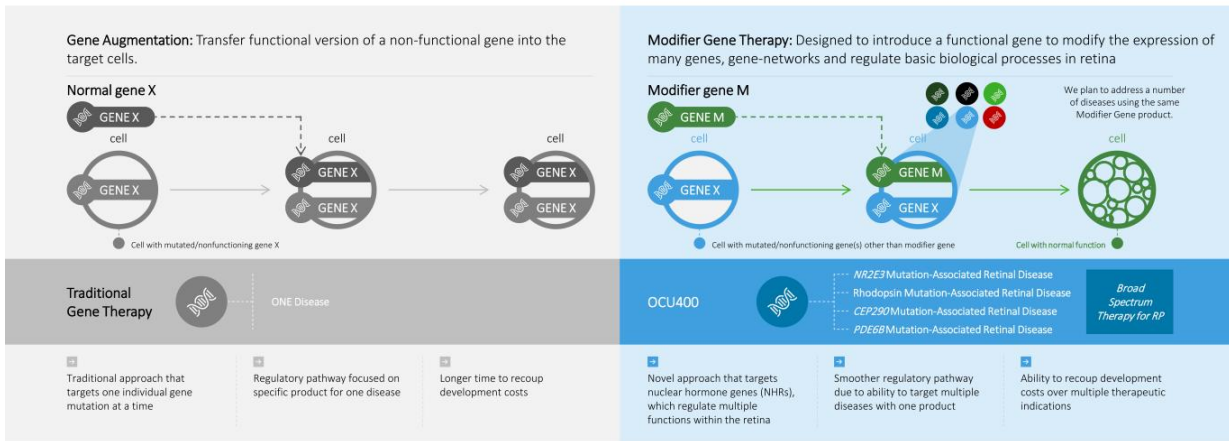 Gene Augmentation: Transfer functional version of a non-functional gene into the
target cells.
Normal gene X
GENE X
cell
GENE X
cell
GENE X
GENE X
cell
GENE X
GENE X
Cell with mutated/nonfunctioning gene X
Traditional
Gene Therapy
ONE Disease
Traditional approach that
targets one individual gene
mutation at a time
Regulatory pathway focused on
specific product for one disease
Longer time to recoup
development costs
Modifier Gene Therapy: Designed to introduce a functional gene to modify the expression of
many genes, gene-networks and regulate basic biological processes in retina
Modifier gene M
GENE M
cell
GENE X
cell
GENE M
GENE X
We plan to address a number
of diseases using the same
Modifier Gene product.
cell
Cell with mutated/nonfunctioning gene(s) other than modifier gene
Cell with normal function
OCU400
NR2E3 Mutation-Associated Retinal Disease
Rhodopsin Mutation-Associated Retinal Disease
CEP290 Mutation-Associated Retinal Disease
PDE6B Mutation-Associated Retinal Disease
Broad
Spectrum
Therapy for RP
Novel approach that targets
nuclear hormone genes (NHRs),
which regulate multiple
functions within the retina
Smoother regulatory pathway
due to ability to target multiple
diseases with one product
Ability to recoup development
costs over multiple therapeutic
indications